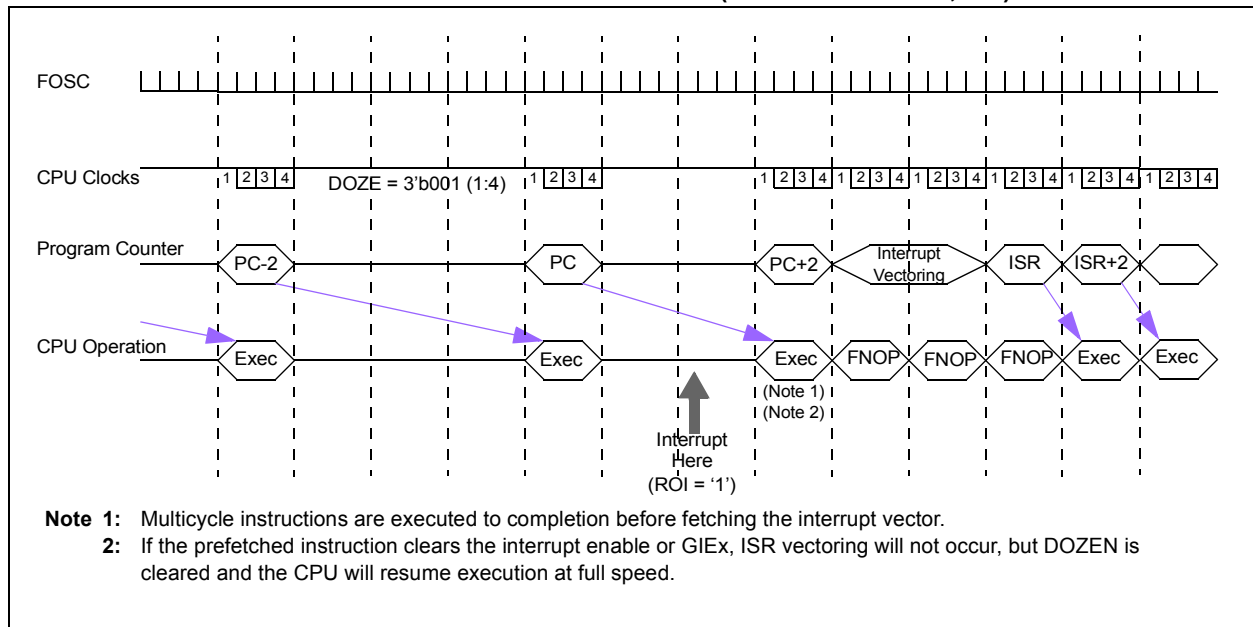 FOSC
CPU Clocks
1 2 3 4 DOZE = 3'b001 (1:4) 1 2 3 4 1 2 3 4 1 2 3 4 1 2 3 4 1 2 3 4 1 2 3 4 1 2 3 4
Program Counter
PC-2 PC PC+2 Interrupt Vectoring ISR ISR+2
CPU Operation
Exec Exec Exec FNOP FNOP FNOP Exec Exec
(Note 1)
(Note 2)
Interrupt
Here
(ROI = ‘1’)
Note 1: Multicycle instructions are executed to completion before fetching the interrupt vector.
2: If the prefetched instruction clears the interrupt enable or GIEx, ISR vectoring will not occur, but DOZEN is
cleared and the CPU will resume execution at full speed.